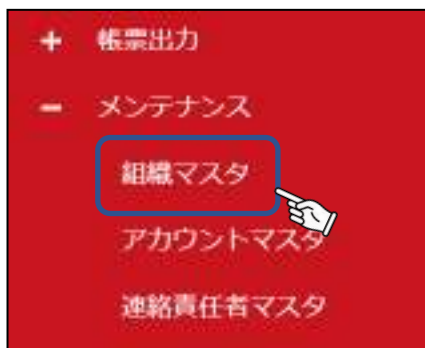 + 帳票出力
− メンテナンス
組織マスタ
アカウントマスタ
連絡責任者マスタ